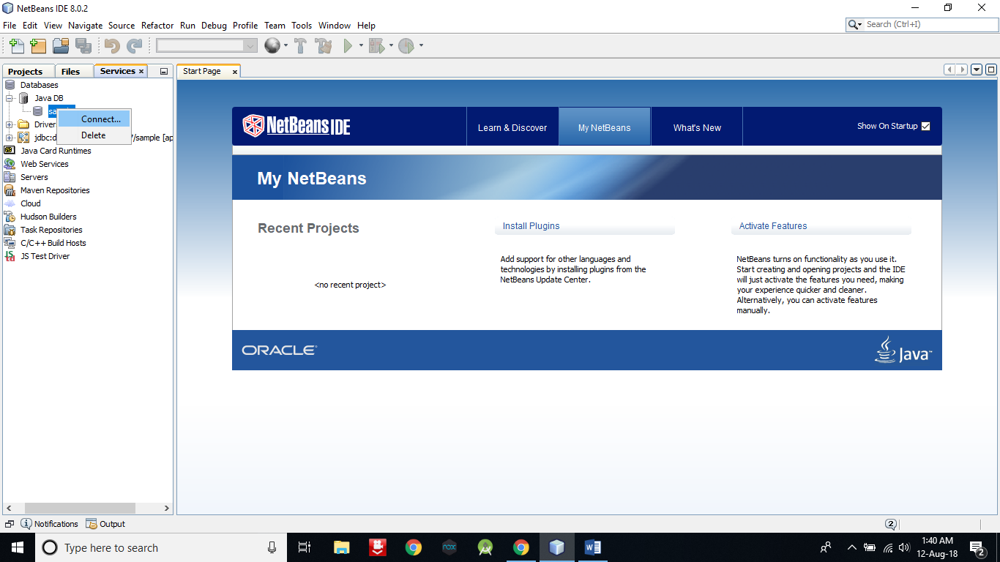 NetBeans IDE 8.0.2
File Edit View Navigate Source Refactor Run Debug Profile Team Tools Window Help
Search (Ctrl+I)
Projects Files Services
Start Page
Databases
Java DB
Connect...
Delete
Driver
jdbc:d
/sample [ap
Java Card Runtimes
Web Services
Servers
Maven Repositories
Cloud
Hudson Builders
Task Repositories
C/C++ Build Hosts
JS Test Driver
NetBeans IDE
Learn & Discover
My NetBeans
What's New
Show On Startup
My NetBeans
Recent Projects
<no recent project>
Install Plugins
Add support for other languages and
technologies by installing plugins from the
NetBeans Update Center.
Activate Features
NetBeans turns on functionality as you use it.
Start creating and opening projects and the IDE
will just activate the features you need, making
your experience quicker and cleaner.
Alternatively, you can activate features
manually.
ORACLE
Java
Notifications
Output
2
Type here to search
nox
1:40 AM
12-Aug-18
2